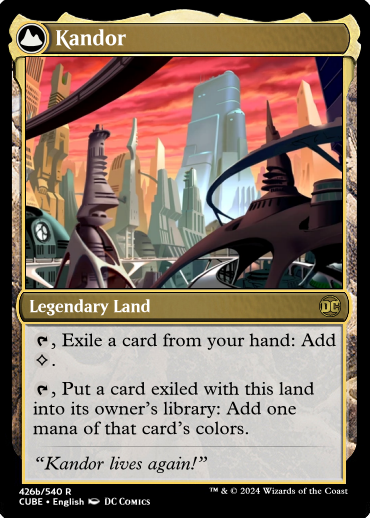 Kandor
Legendary Land
DC
, Exile a card from your hand: Add
.
, Put a card exiled with this land
into its owner's library: Add one
mana of that card's colors.
“Kandor lives again!”
426b/540 R
CUBE • English DC COMICS
™ & © 2024 Wizards of the Coast